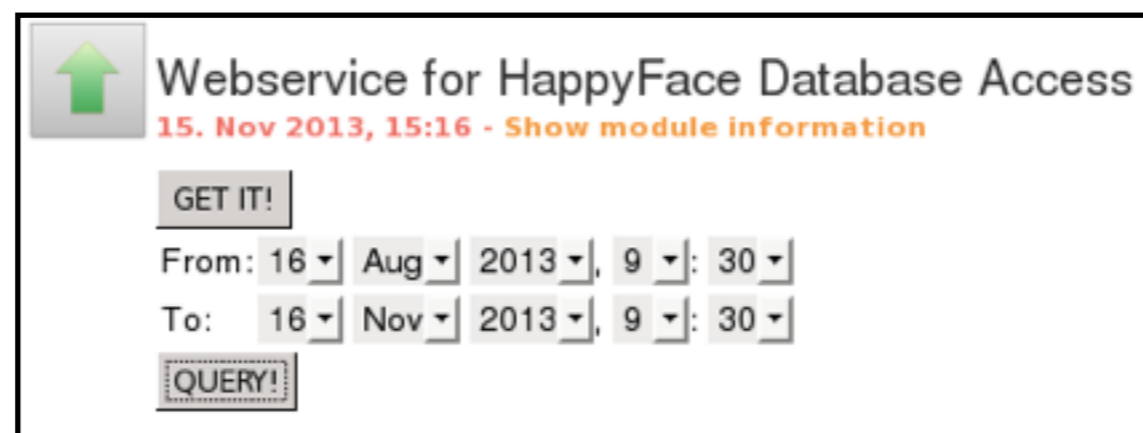 Webservice for HappyFace Database Access
15. Nov 2013, 15:16 - Show module information
GET IT!
From: 16 Aug 2013, 9 : 30
To: 16 Nov 2013, 9 : 30
QUERY!